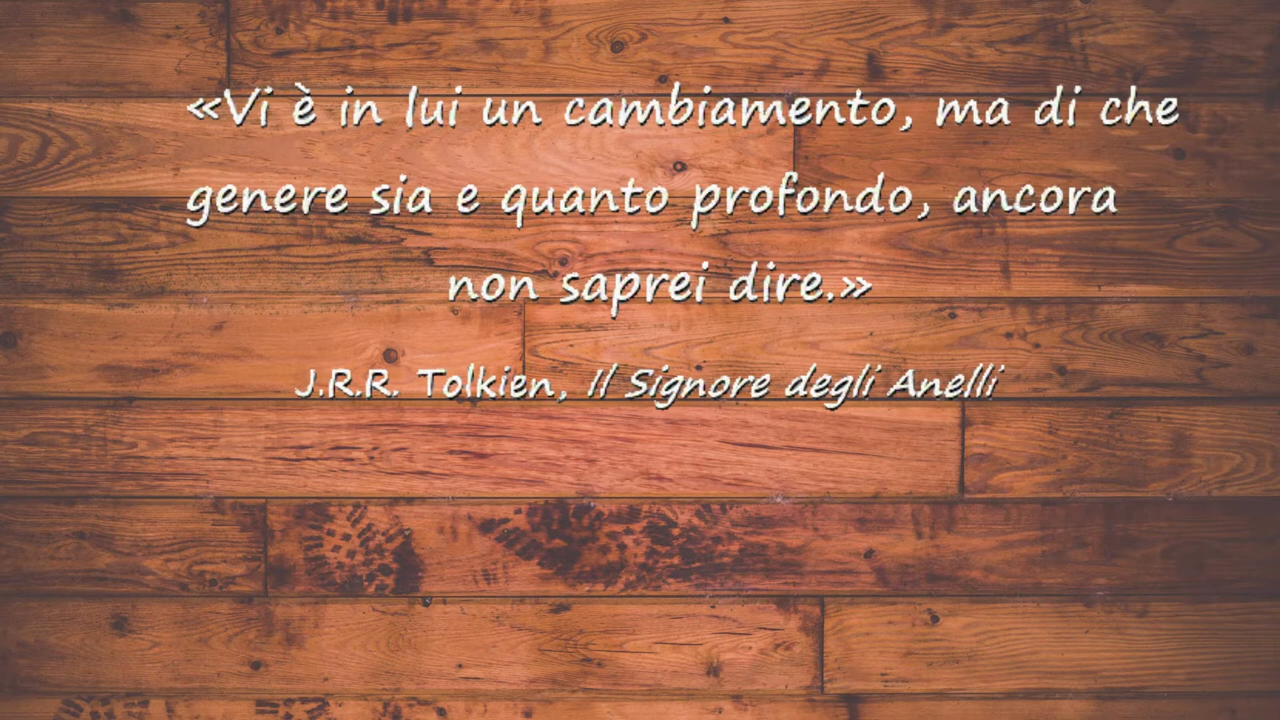 «Vi è in lui un cambiamento, ma di che
genere sia e quanto profondo, ancora
non saprei dire.»
J.R.R. Tolkien, Il Signore degli Anelli